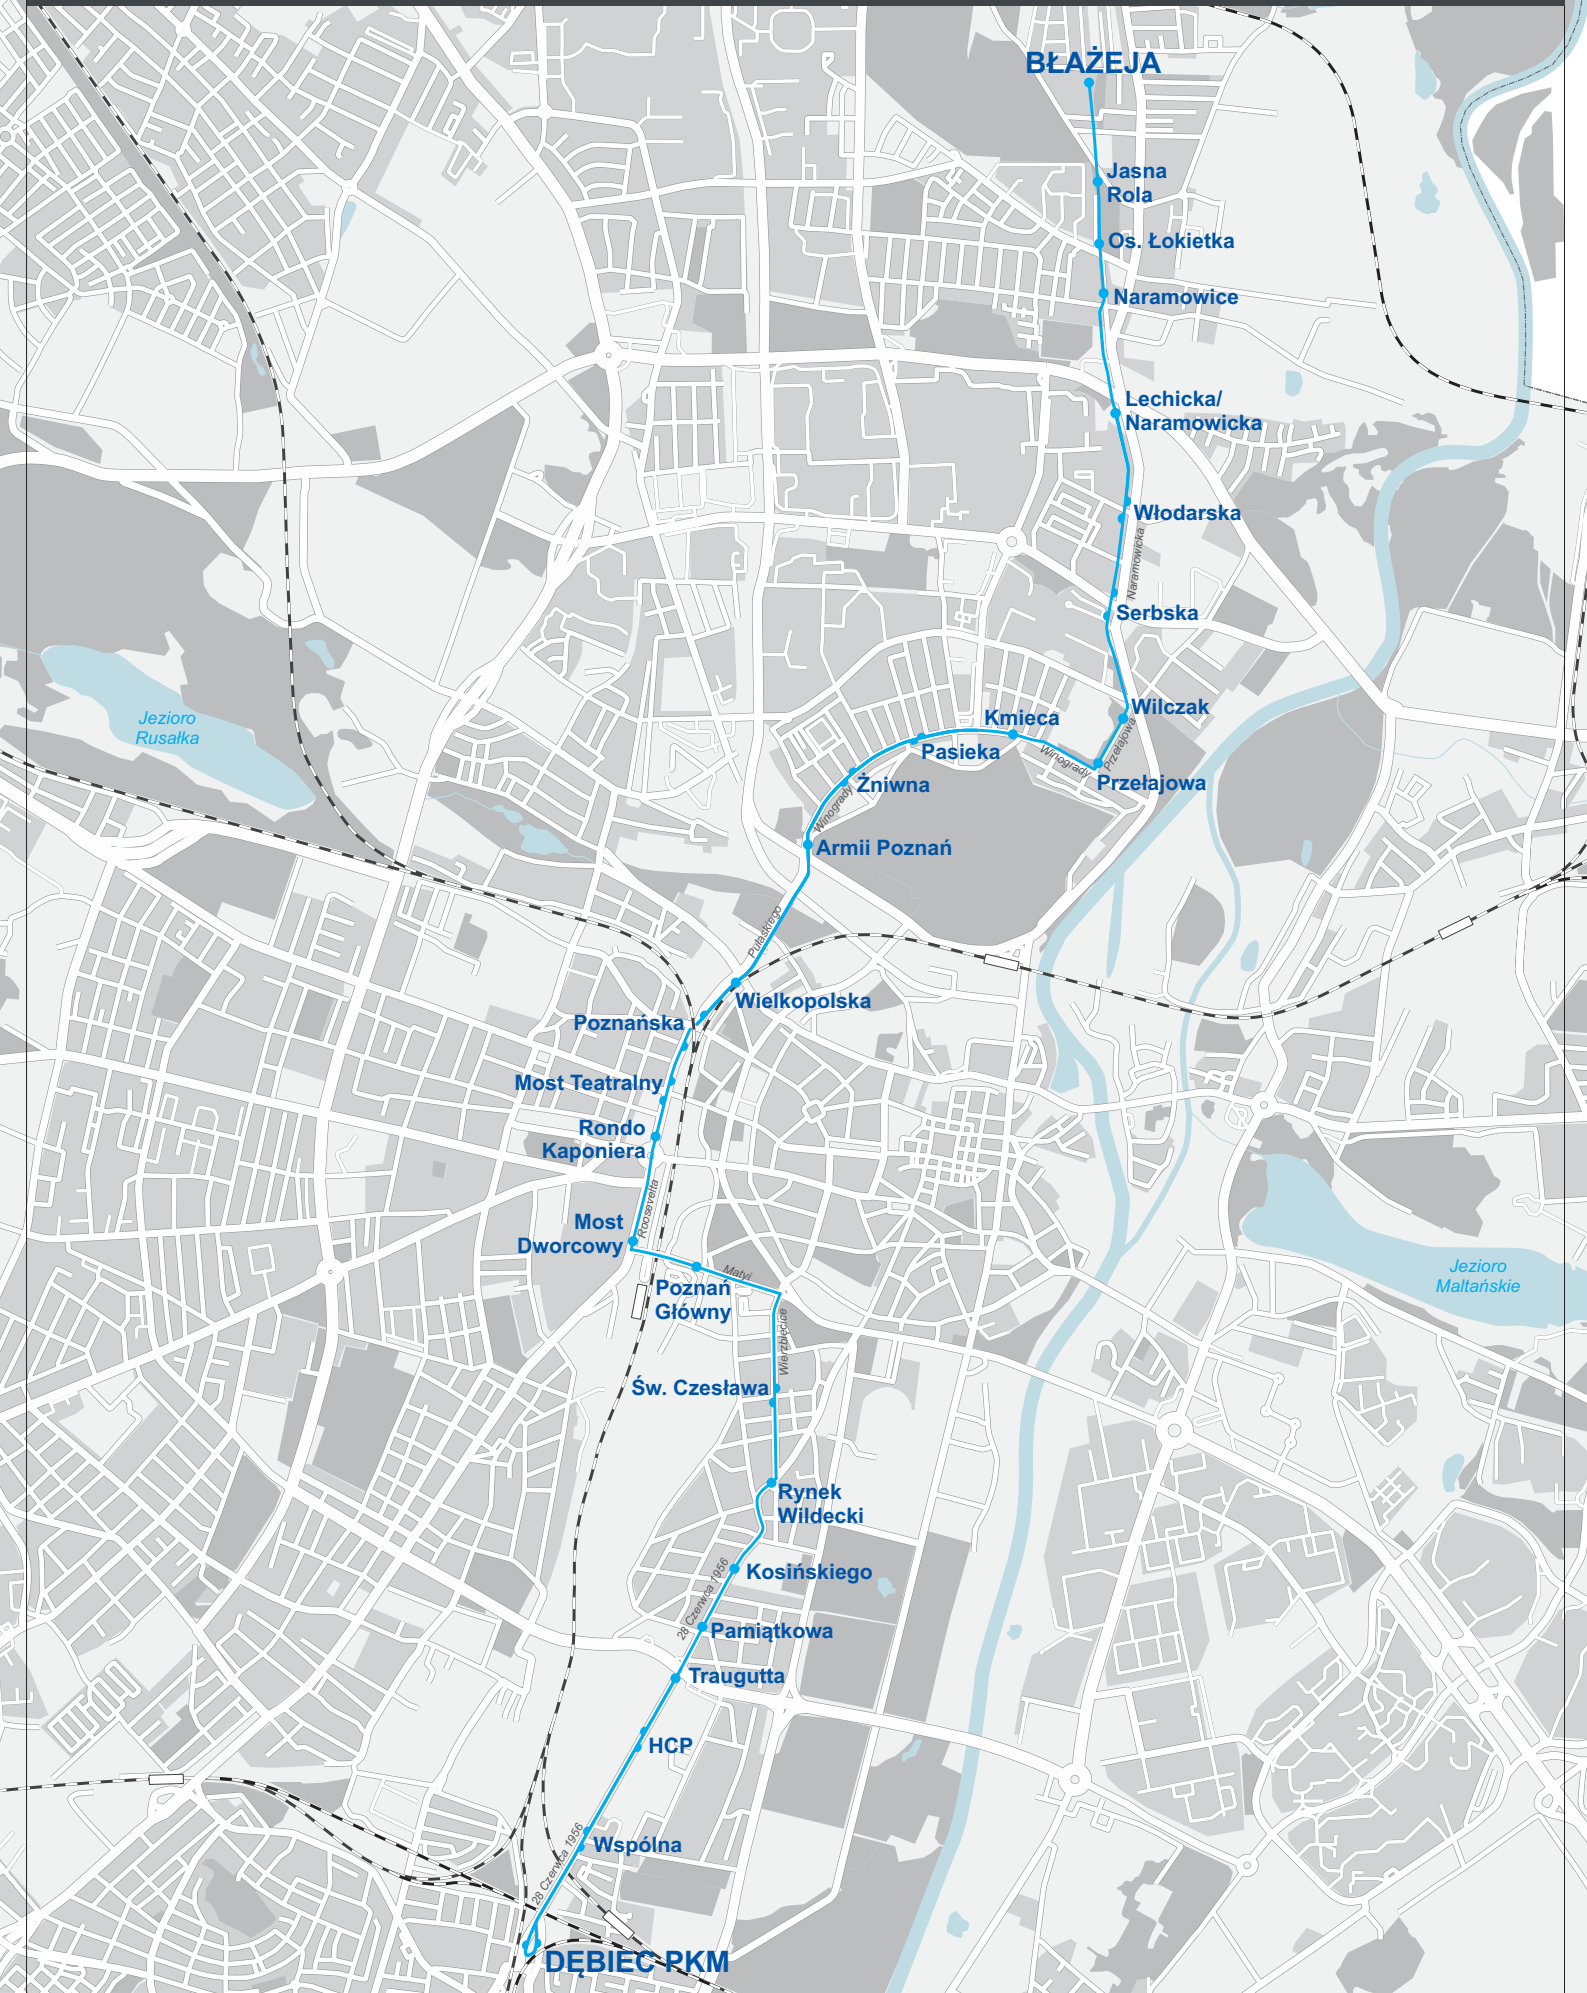 BŁAŻEJA
Jasna
Rola
Os. Łokietka
Naramowice
Lechicka/
Naramowicka
Włodarska
Naramowicka
Serbska
Wilczak
Przełajowa
Przełajowa
Winogrady
Kmieca
Pasieka
Żniwna
Winogrady
Armii Poznań
Jezioro
Rusałka
Pułaskiego
Wielkopolska
Poznańska
Most Teatralny
Rondo
Kaponiera
Roosevelta
Most
Dworcowy
Matyi
Poznań
Główny
Jezioro
Maltańskie
Wierzbięcice
Św. Czesława
Rynek
Wildecki
Kosińskiego
28 Czerwca 1956
Pamiątkowa
Traugutta
HCP
Wspólna
28 Czerwca 1956
DĘBIEC PKM